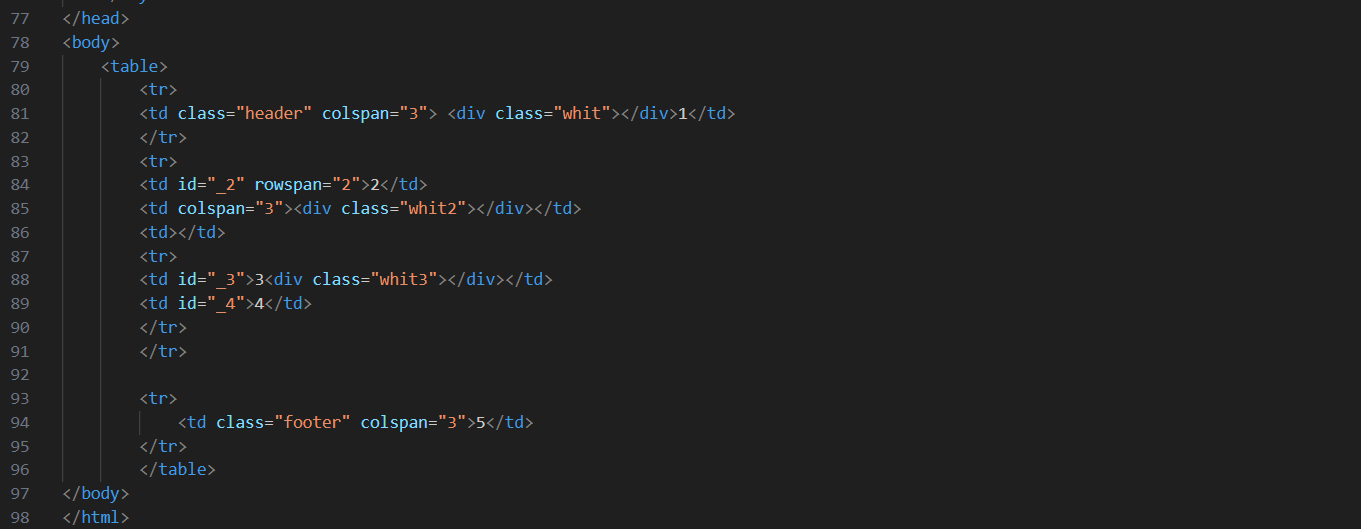 77 </head>
78 <body>
79 <table>
80 <tr>
81 <td class="header" colspan="3"> <div class="whit"></div>1</td>
82 </tr>
83 <tr>
84 <td id="_2" rowspan="2">2</td>
85 <td colspan="3"><div class="whit2"></div></td>
86 <td></td>
87 <tr>
88 <td id="_3">3<div class="whit3"></div></td>
89 <td id="_4">4</td>
90 </tr>
91 </tr>
92
93 <tr>
94 <td class="footer" colspan="3">5</td>
95 </tr>
96 </table>
97 </body>
98 </html>